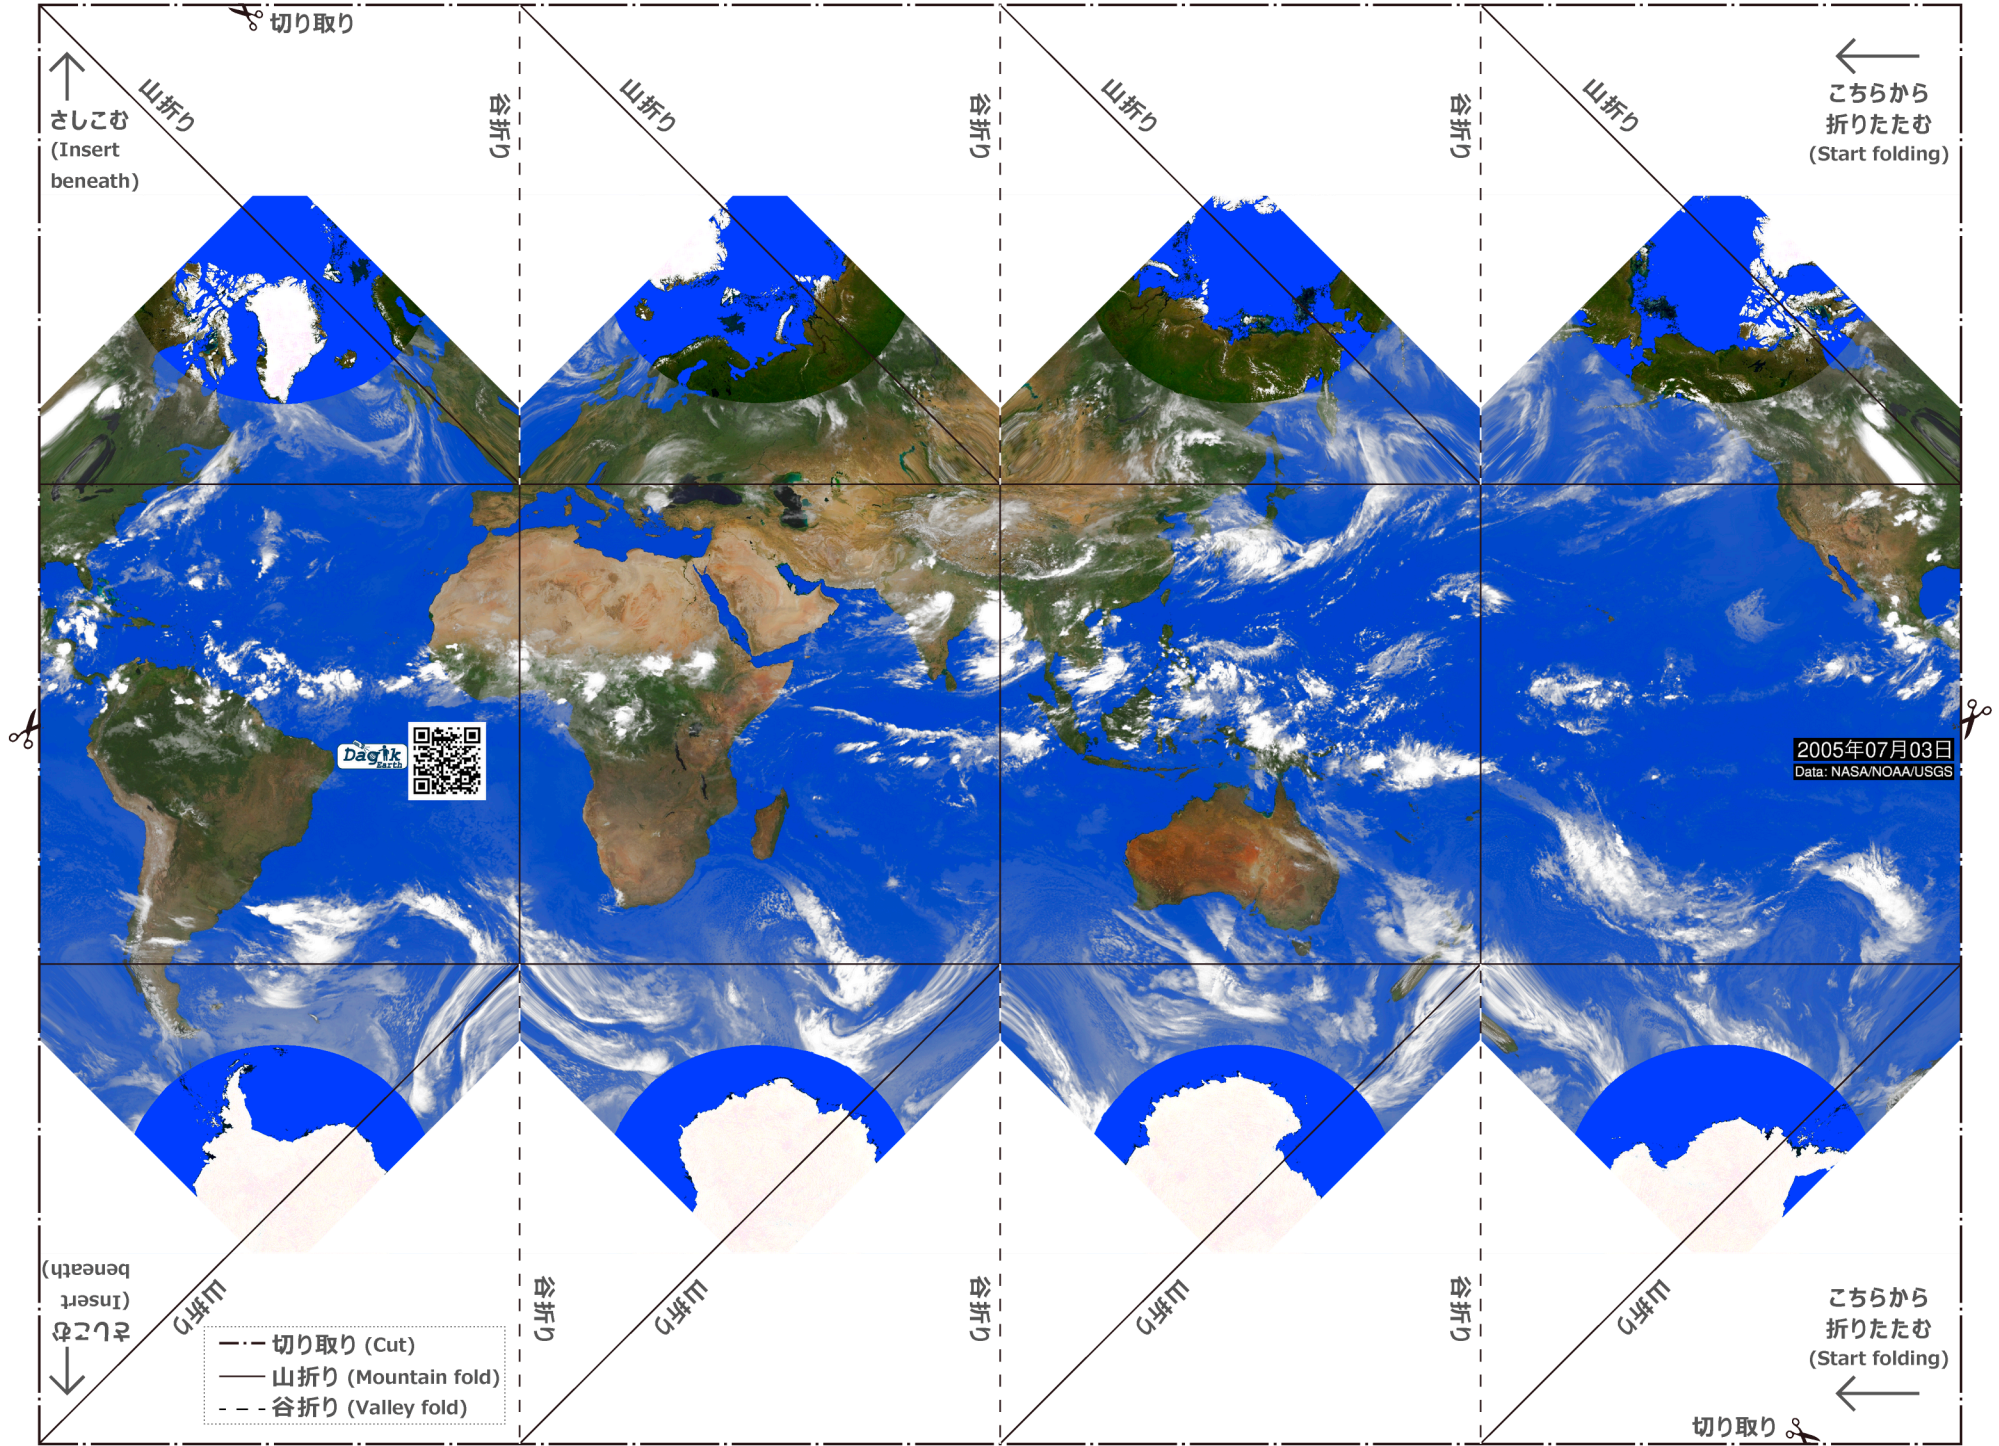 切り取り
さしこむ
(Insert
beneath)
山折り
谷折り
山折り
谷折り
山折り
谷折り
山折り
こちらから
折りたたむ
(Start folding)
Dagik
Earth
2005年07月03日
Data: NASA/NOAA/USGS
さしこむ
(Insert
beneath)
山折り
谷折り
山折り
谷折り
山折り
谷折り
山折り
こちらから
折りたたむ
(Start folding)
切り取り (Cut)
山折り (Mountain fold)
谷折り (Valley fold)
切り取り